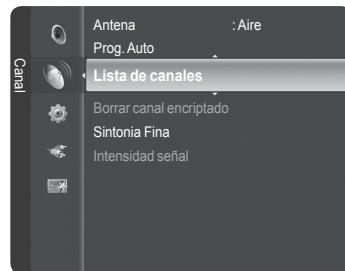 Canal
Antena : Aire
Prog. Auto
Lista de canales
Borrar canal encriptado
Sintonia Fina
Intensidad señal